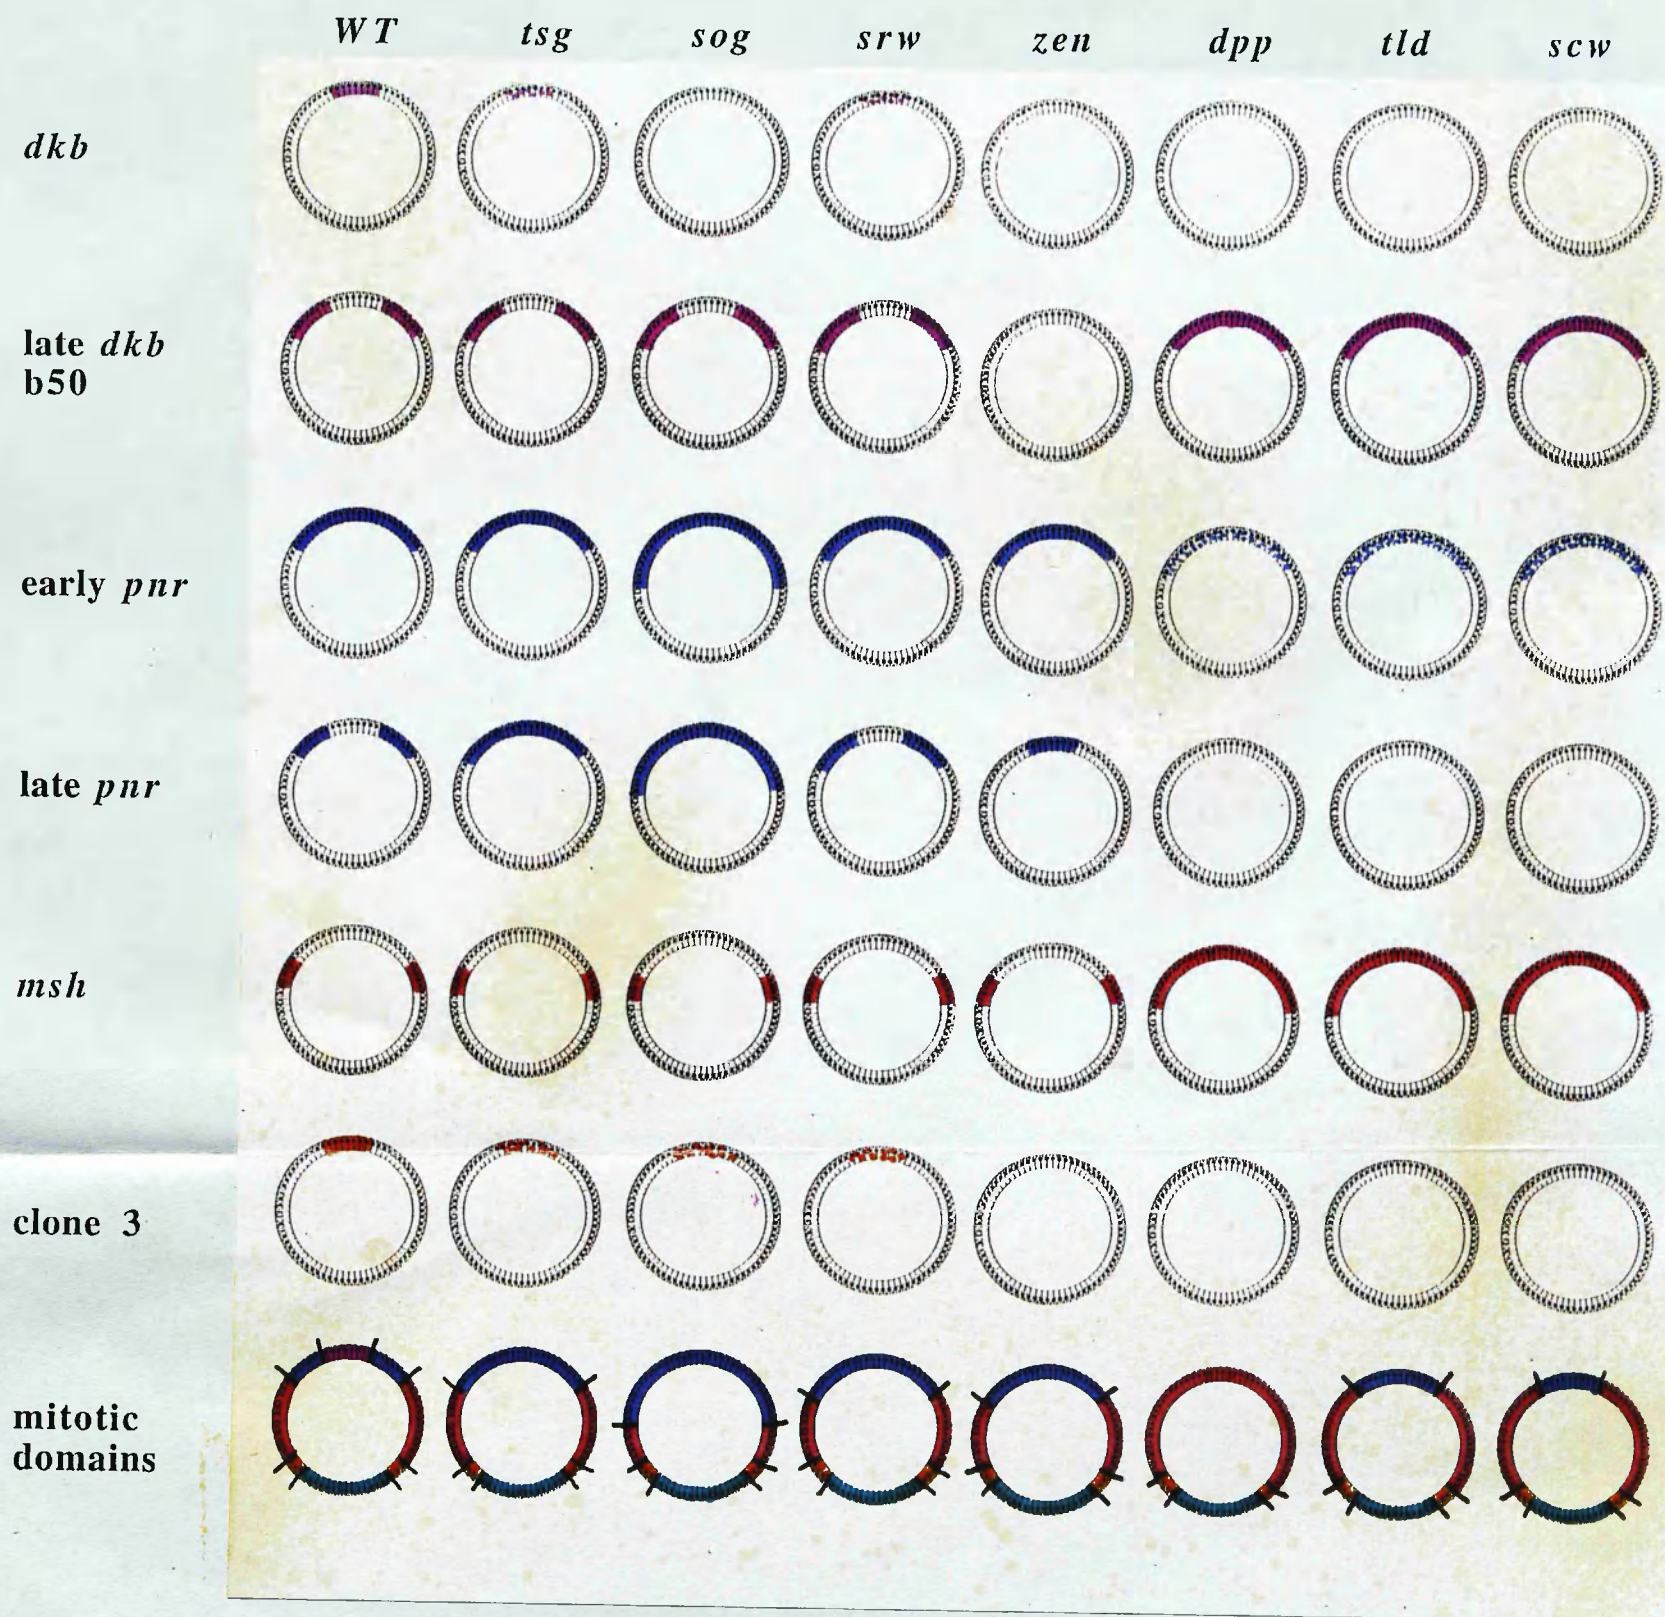 WT tsg sog srw zen dpp tld scw
dkb
late dkb
b50
early pnr
late pnr
msh
clone 3
mitotic
domains